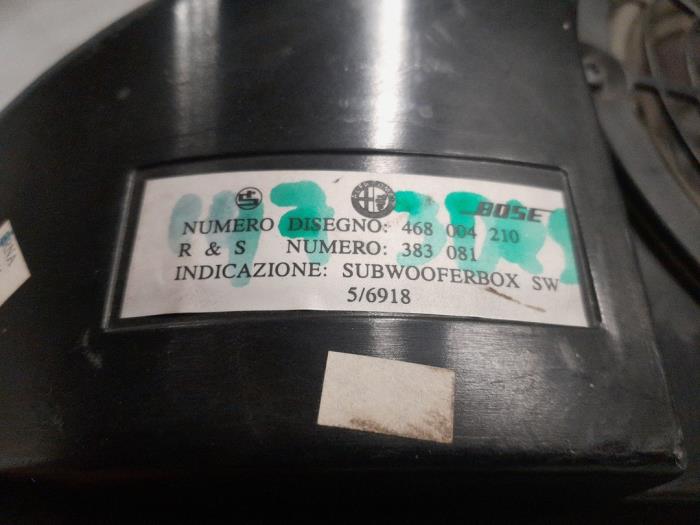 BOSE
NUMERO DISEGNO: 468 004 210
R & S NUMERO: 383 081
INDICAZIONE: SUBWOOFERBOX SW
5/6918